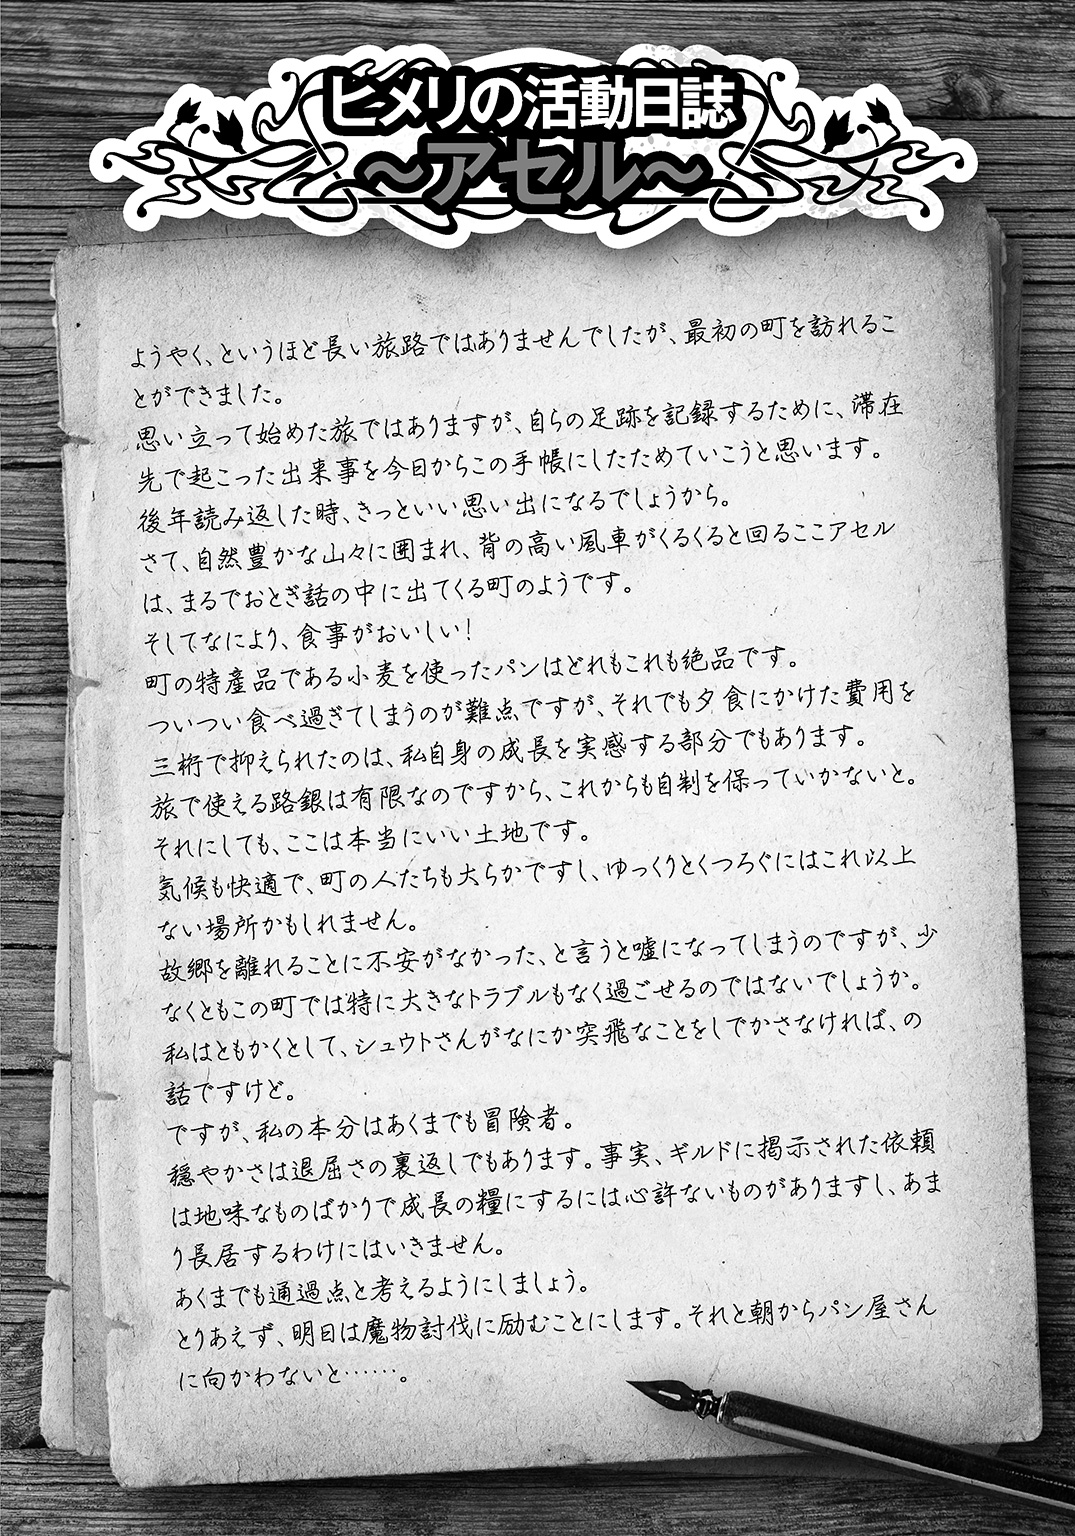 ヒメリの活動日誌
～アセル～
ようやく、というほど長い旅路ではありませんでしたが、最初の町を訪れるこ
とができました。
思い立って始めた旅ではありますが、自らの足跡を記録するために、滞在
先で起こった出来事を今日からこの手帳にしたためていこうと思います。
後年読み返した時、きっといい思い出になるでしょうから。
さて、自然豊かな山々に囲まれ、背の高い風車がくるくると回るここアセル
は、まるでおとぎ話の中に出てくる町のようです。
そしてなにより、食事がおいしい！
町の特産品である小麦を使ったパンはどれもこれも絶品です。
ついつい食べ過ぎてしまうのが難点ですが、それでも夕食にかけた費用を
三桁で抑えられたのは、私自身の成長を実感する部分でもあります。
旅で使える路銀は有限なのですから、これからも自制を保っていかないと。
それにしても、ここは本当にいい土地です。
気候も快適で、町の人たちも大らかですし、ゆっくりとくつろぐにはこれ以上
ない場所かもしれません。
故郷を離れることに不安がなかった、と言うと嘘になってしまうのですが、少
なくともこの町では特に大きなトラブルもなく過ごせるのではないでしょうか。
私はともかくとして、シュウトさんがなにか突飛なことをしでかさなければ、の
話ですけど。
ですが、私の本分はあくまでも冒険者。
穏やかさは退屈さの裏返しでもあります。事実、ギルドに掲示された依頼
は地味なものばかりで成長の糧にするには心許ないものがありますし、あま
り長居するわけにはいきません。
あくまでも通過点と考えるようにしましょう。
とりあえず、明日は魔物討伐に励むことにします。それと朝からパン屋さん
に向かわないと……。